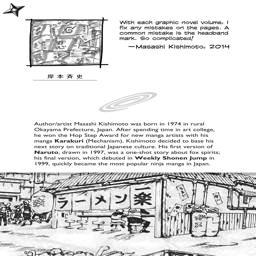 With each graphic novel volume, I
fix any mistakes on the pages. A
common mistake is the headband
mark. So complicated!
—Masashi Kishimoto, 2014
岸本斉史
Author/artist Masashi Kishimoto was born in 1974 in rural
Okayama Prefecture, Japan. After spending time in art college,
he won the Hop Step Award for new manga artists with his
manga Karakuri (Mechanism). Kishimoto decided to base his
next story on traditional Japanese culture. His first version of
Naruto, drawn in 1997, was a one-shot story about fox spirits;
his final version, which debuted in Weekly Shonen Jump in
1999, quickly became the most popular ninja manga in Japan.
ラーメン一楽